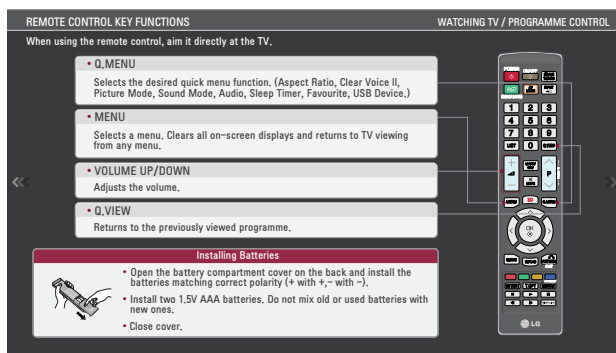 REMOTE CONTROL KEY FUNCTIONS
WATCHING TV / PROGRAMME CONTROL
When using the remote control, aim it directly at the TV.
• Q.MENU
Selects the desired quick menu function. (Aspect Ratio, Clear Voice II,
Picture Mode, Sound Mode, Audio, Sleep Timer, Favourite, USB Device.)
• MENU
Selects a menu. Clears all on-screen displays and returns to TV viewing
from any menu.
• VOLUME UP/DOWN
Adjusts the volume.
• Q.VIEW
Returns to the previously viewed programme.
Installing Batteries
• Open the battery compartment cover on the back and install the
batteries matching correct polarity (+ with +,- with -).
• Install two 1,5V AAA batteries. Do not mix old or used batteries with
new ones.
• Close cover.
POWER
1 2 3
4 5 6
7 8 9
LIST 0 Q.VIEW
+
P
-
MENU Q.MENU
OK
LG